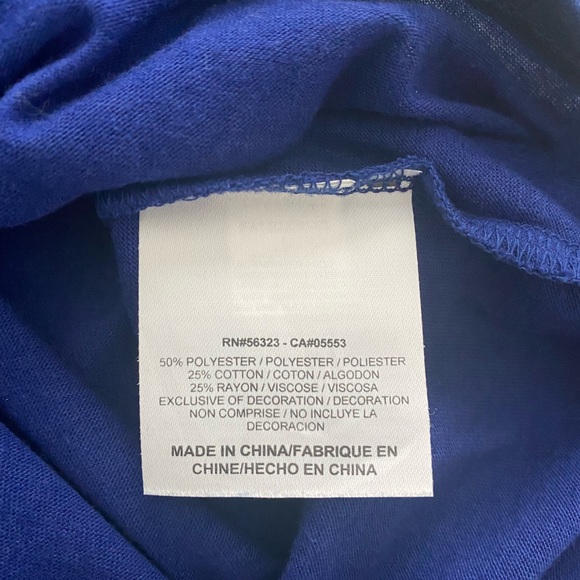 RN#56323 - CA#05553
50% POLYESTER / POLYESTER / POLIESTER
25% COTTON / COTON / ALGODON
25% RAYON / VISCOSE / VISCOSA
EXCLUSIVE OF DECORATION / DECORATION
NON COMPRISE / NO INCLUYE LA
DECORACION
MADE IN CHINA/FABRIQUE EN
CHINE/HECHO EN CHINA